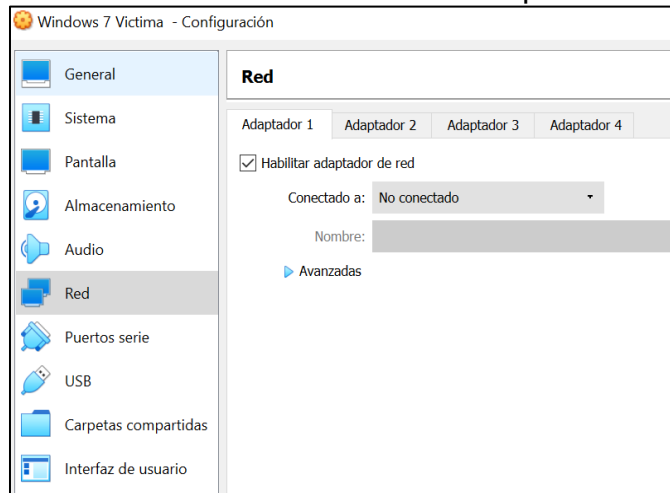 Windows 7 Victima - Configuración
General
Sistema
Pantalla
Almacenamiento
Audio
Red
Puertos serie
USB
Carpetas compartidas
Interfaz de usuario
Red
Adaptador 1 Adaptador 2 Adaptador 3 Adaptador 4
Habilitar adaptador de red
Conectado a: No conectado
Nombre:
Avanzadas